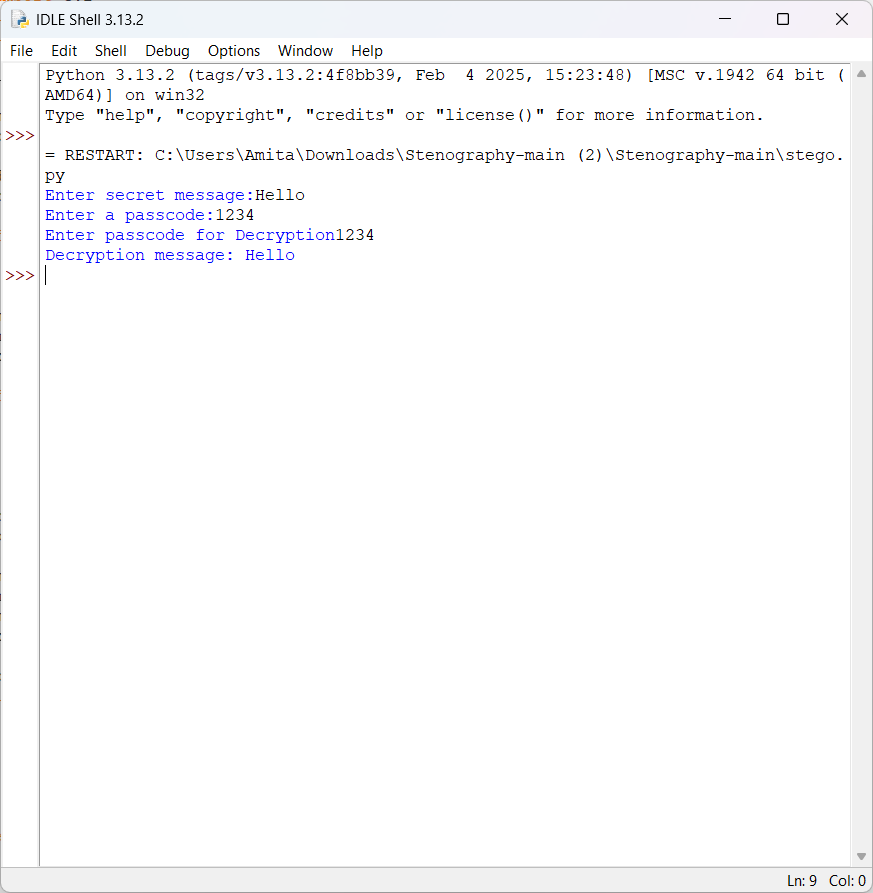 IDLE Shell 3.13.2
File Edit Shell Debug Options Window Help
Python 3.13.2 (tags/v3.13.2:4f8bb39, Feb  4 2025, 15:23:48) [MSC v.1942 64 bit (
AMD64)] on win32
Type "help", "copyright", "credits" or "license()" for more information.
>>>
= RESTART: C:\Users\Amita\Downloads\Stenography-main (2)\Stenography-main\stego.
py
Enter secret message:Hello
Enter a passcode:1234
Enter passcode for Decryption1234
Decryption message: Hello
>>>
Ln: 9 Col: 0